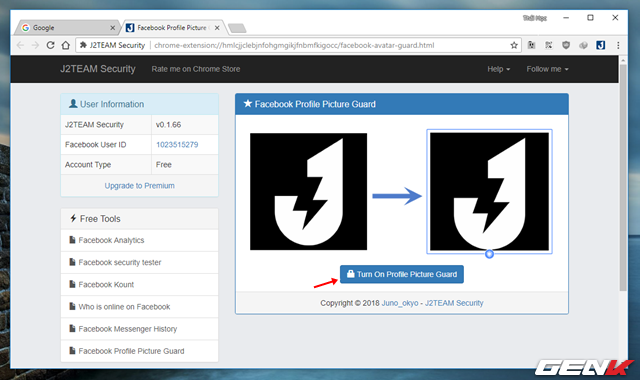 Thiết Ngự
Google
Facebook Profile Picture
J2TEAM Security
chrome-extension://hmlcjjclebjnfohgmgikjfnbmfkigocc/facebook-avatar-guard.html
J2TEAM Security Rate me on Chrome Store Help Follow me
User Information
J2TEAM Security v0.1.66
Facebook User ID 1023515279
Account Type Free
Upgrade to Premium
Free Tools
Facebook Analytics
Facebook security tester
Facebook Kount
Who is online on Facebook
Facebook Messenger History
Facebook Profile Picture Guard
Facebook Profile Picture Guard
Turn On Profile Picture Guard
Copyright © 2018 Juno_okyo - J2TEAM Security
GENK